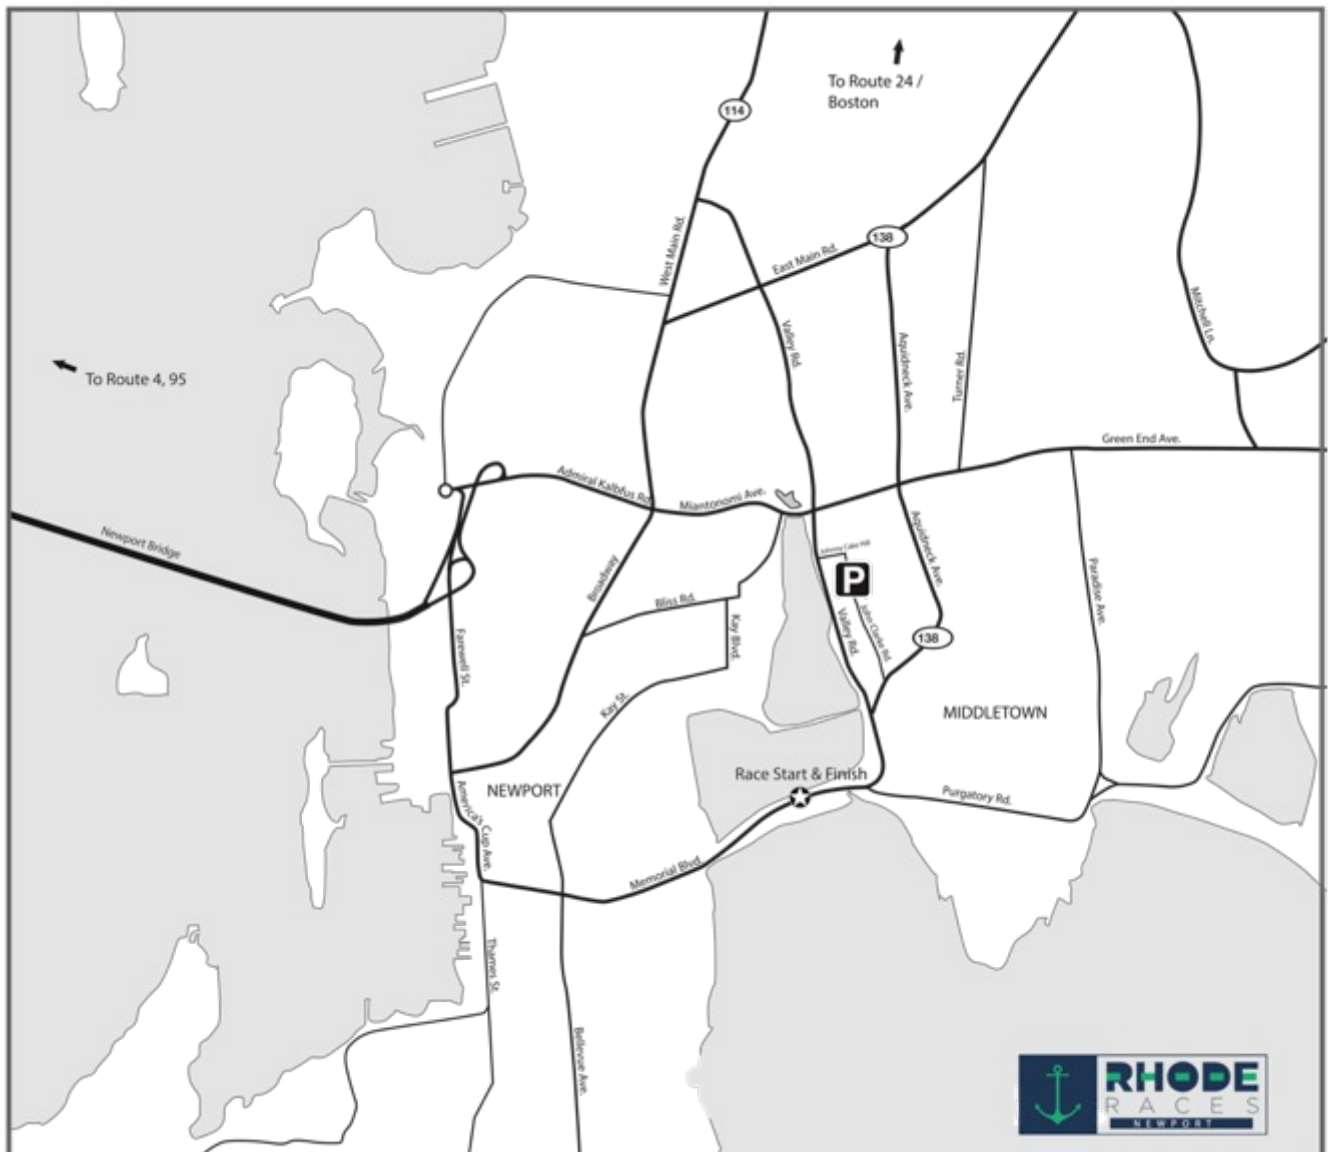 To Route 24 /
Boston
114
West Main Rd.
138
East Main Rd.
Valley Rd.
Aquidneck Ave.
Turner Rd.
Mitchell Ln.
To Route 4, 95
Green End Ave.
Admiral Kalbfus Rd.
Miantonomi Ave.
Newport Bridge
Aquidneck Ave.
Johnny Cake Hill
P
Broadway
Bliss Rd.
Kay Blvd.
Paradise Ave.
Valley Rd.
John Clarke Rd.
138
Farewell St.
Kay St.
MIDDLETOWN
Race Start & Finish
NEWPORT
America's Cup Ave.
Purgatory Rd.
Memorial Blvd.
Thames St.
Bellevue Ave.
RHODE
RACES
NEWPORT